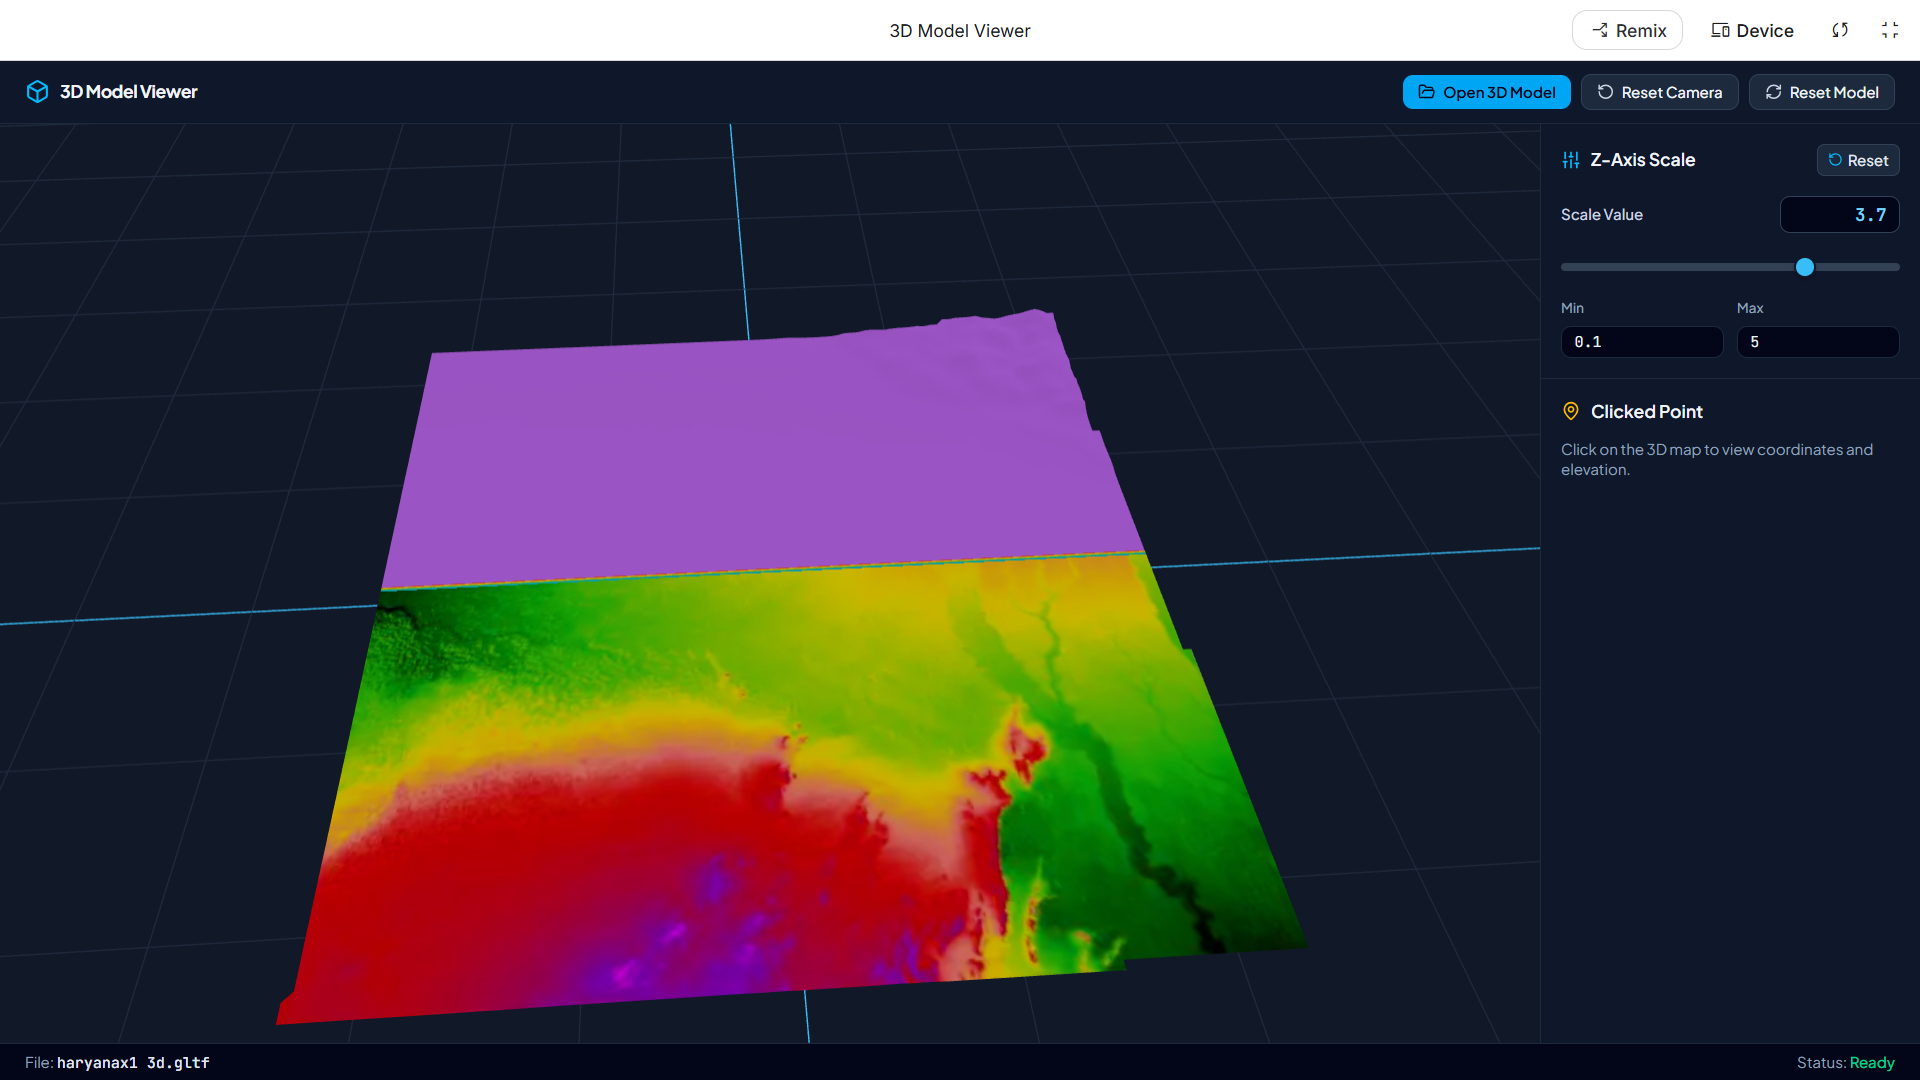 3D Model Viewer
Remix
Device
3D Model Viewer
Open 3D Model
Reset Camera
Reset Model
Z-Axis Scale
Reset
Scale Value
3.7
Min
Max
0.1
5
Clicked Point
Click on the 3D map to view coordinates and
elevation.
File: haryanax1 3d.gltf
Status: Ready